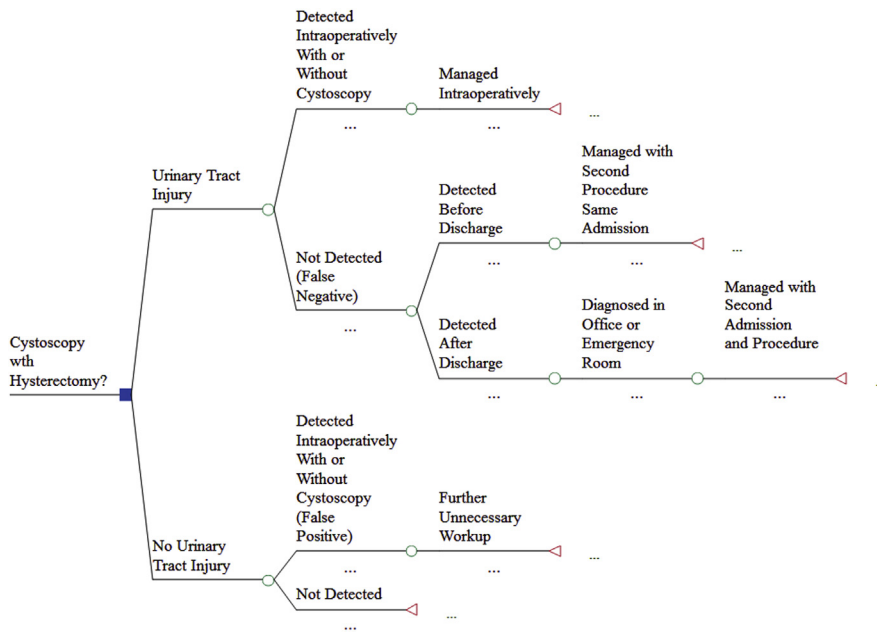 Detected
Intraoperatively
With or
Without
Cystoscopy
...
Managed
Intraoperatively
...
...
Urinary Tract
Injury
Not Detected
(False
Negative)
...
Detected
Before
Discharge
...
Managed with
Second
Procedure
Same
Admission
...
...
Detected
After
Discharge
...
Diagnosed in
Office or
Emergency
Room
...
Managed with
Second
Admission
and Procedure
...
Cystoscopy
wth
Hysterectomy?
No Urinary
Tract Injury
Detected
Intraoperatively
With or
Without
Cystoscopy
(False
Positive)
...
Further
Unnecessary
Workup
...
...
Not Detected
...
...